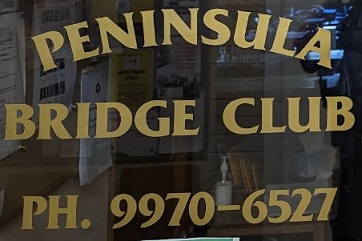 PENINSULA
BRIDGE CLUB
PH. 9970-6527